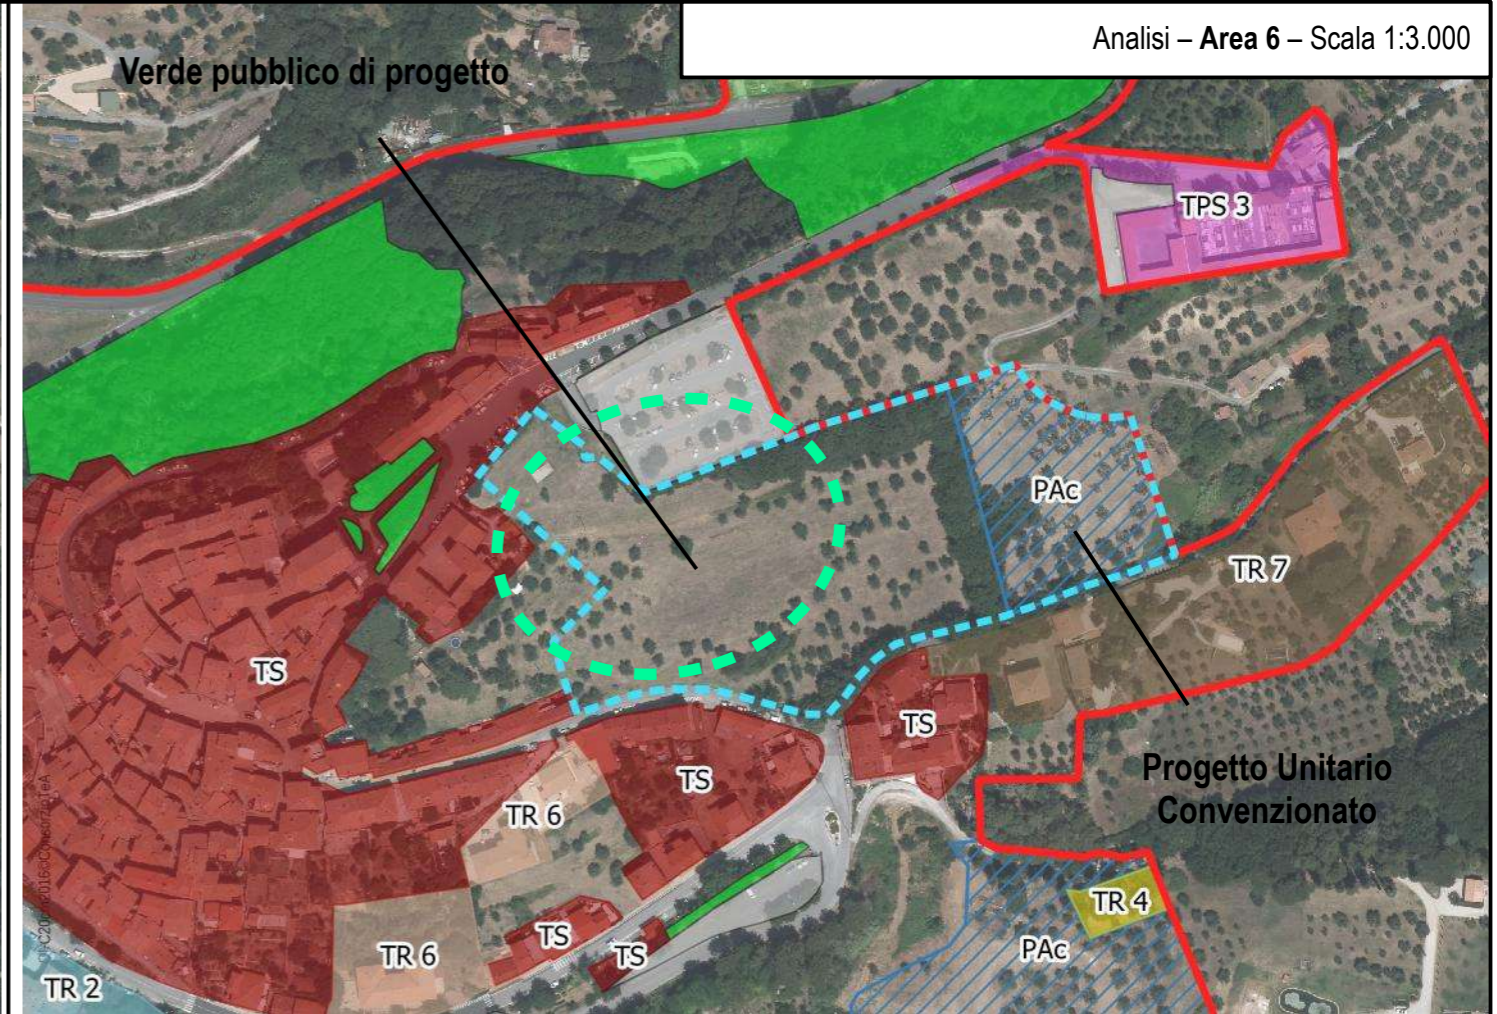 Analisi – Area 6 – Scala 1:3.000
Verde pubblico di progetto
TPS 3
PAc
TR 7
TS
TS
TS
TR 6
Progetto Unitario
Convenzionato
TR 4
TS
TS
TR 6
PAc
TR 2